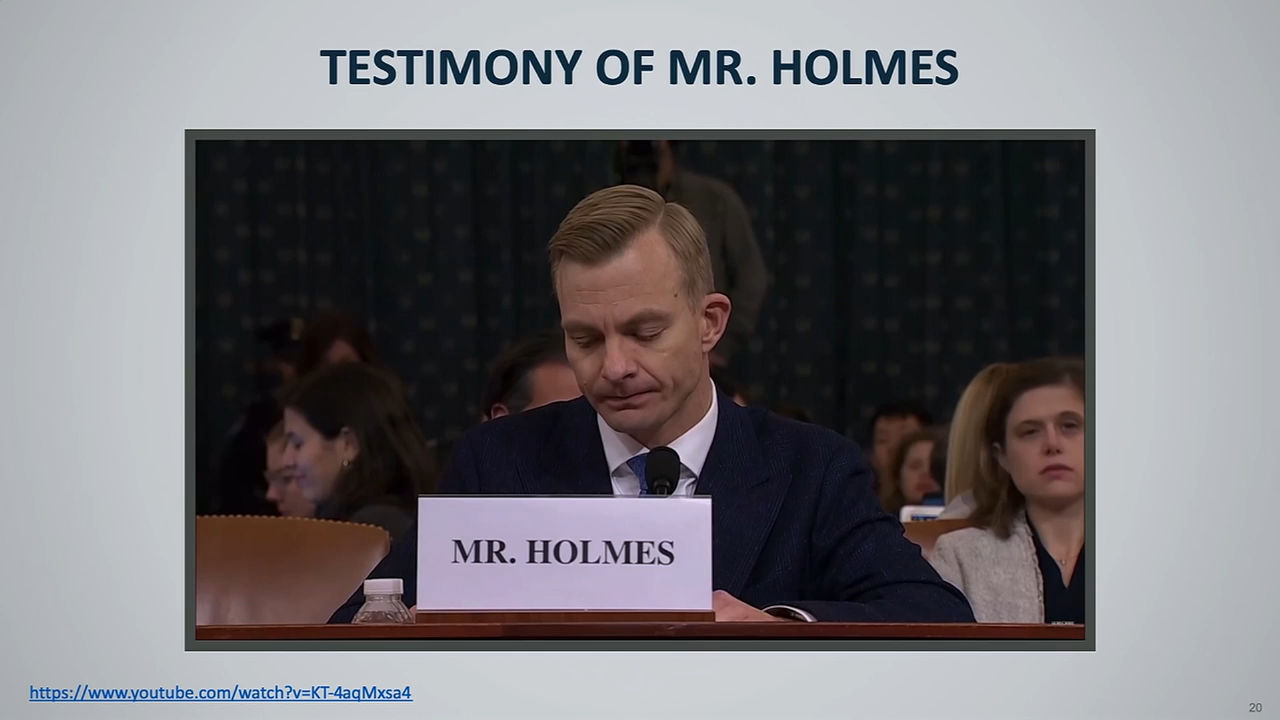 TESTIMONY OF MR. HOLMES
MR. HOLMES
https://www.youtube.com/watch?v=KT-4aqMxsa4
20